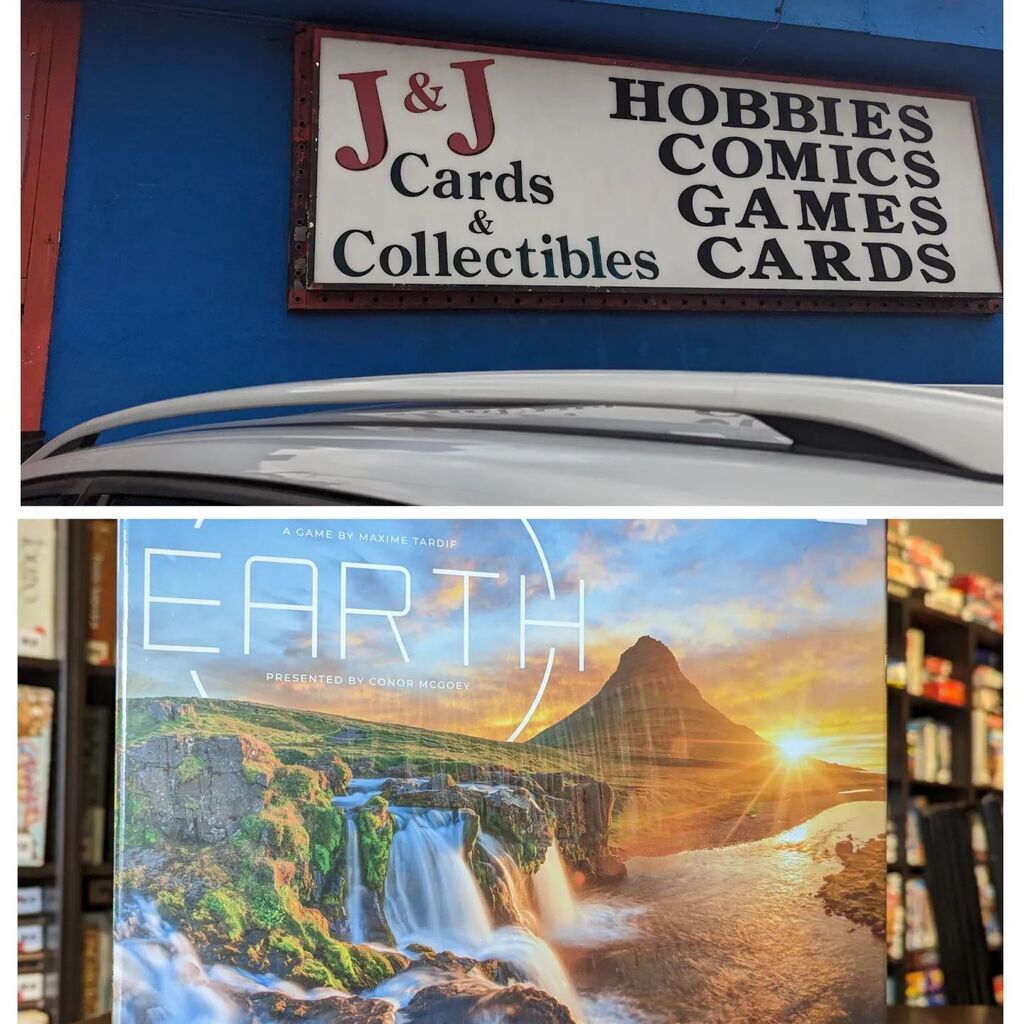 J & J
Cards
&
Collectibles
HOBBIES
COMICS
GAMES
CARDS
A GAME BY MAXIME TARDIF
EARTH
PRESENTED BY CONOR MCGOEY